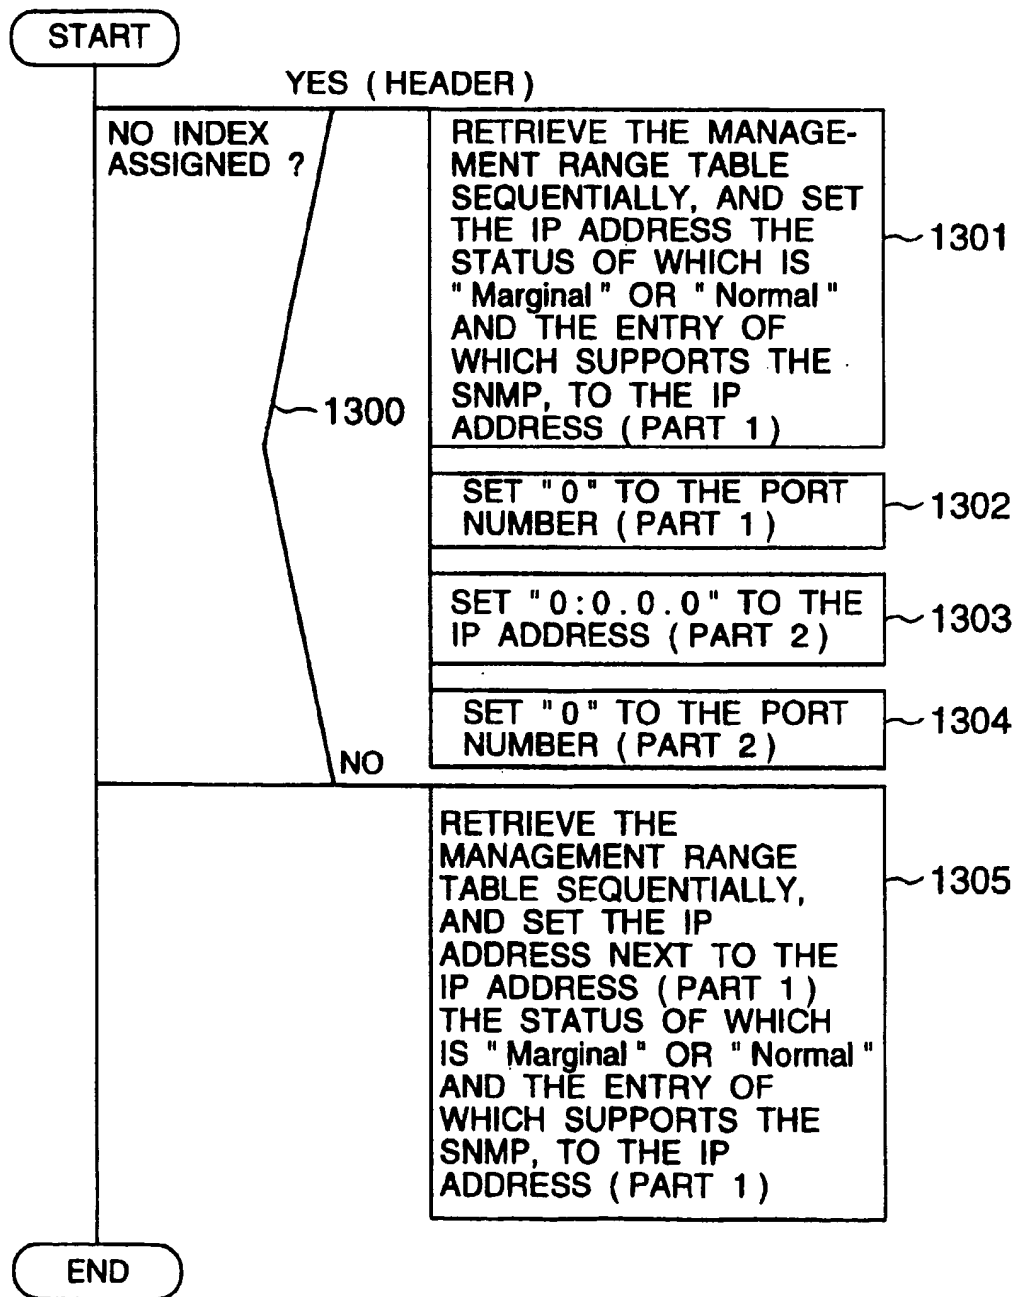 START
YES (HEADER)
NO INDEX
ASSIGNED ?
RETRIEVE THE MANAGE-
MENT RANGE TABLE
SEQUENTIALLY, AND SET
THE IP ADDRESS THE
STATUS OF WHICH IS
"Marginal" OR "Normal"
AND THE ENTRY OF
WHICH SUPPORTS THE
SNMP, TO THE IP
ADDRESS (PART 1)
1301
1300
SET "0" TO THE PORT
NUMBER (PART 1)
1302
SET "0:0.0.0" TO THE
IP ADDRESS (PART 2)
1303
SET "0" TO THE PORT
NUMBER (PART 2)
1304
NO
RETRIEVE THE
MANAGEMENT RANGE
TABLE SEQUENTIALLY,
AND SET THE IP
ADDRESS NEXT TO THE
IP ADDRESS (PART 1)
THE STATUS OF WHICH
IS "Marginal" OR "Normal"
AND THE ENTRY OF
WHICH SUPPORTS THE
SNMP, TO THE IP
ADDRESS (PART 1)
1305
END